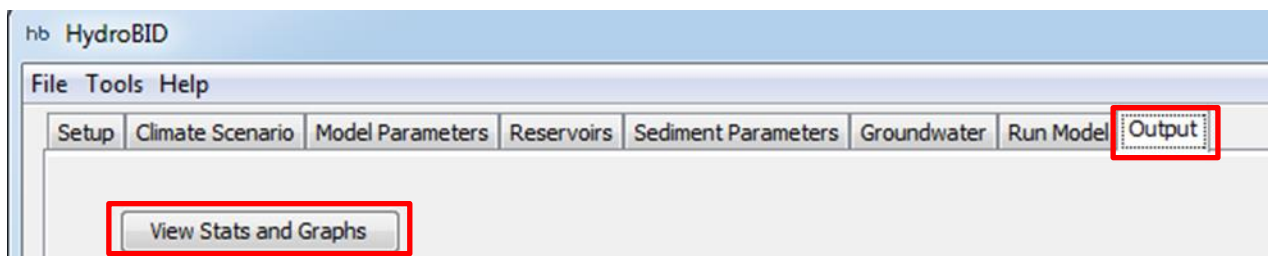 hb HydroBID
File Tools Help
Setup Climate Scenario Model Parameters Reservoirs Sediment Parameters Groundwater Run Model Output
View Stats and Graphs